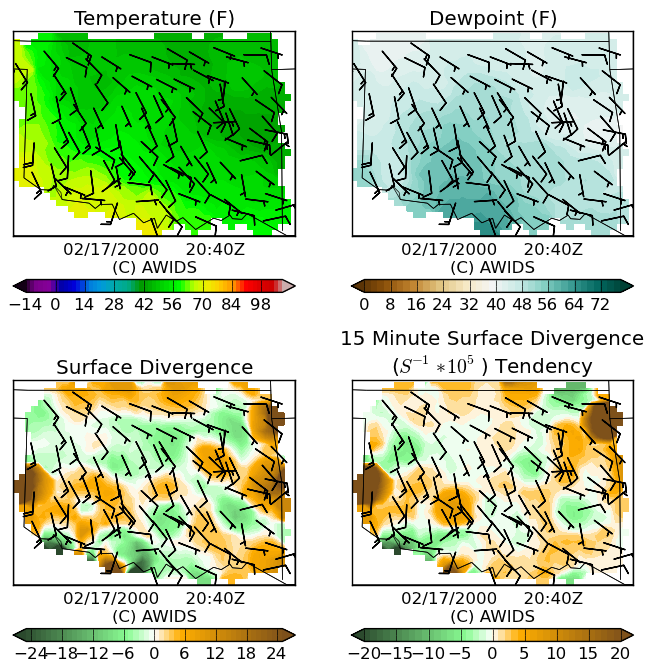 Temperature (F)
Dewpoint (F)
02/17/2000 20:40Z
(C) AWIDS
02/17/2000 20:40Z
(C) AWIDS
−14 0 14 28 42 56 70 84 98
0 8 16 24 32 40 48 56 64 72
Surface Divergence
15 Minute Surface Divergence
(S⁻¹ *10⁵ ) Tendency
02/17/2000 20:40Z
(C) AWIDS
02/17/2000 20:40Z
(C) AWIDS
−24 −18 −12 −6 0 6 12 18 24
−20 −15 −10 −5 0 5 10 15 20